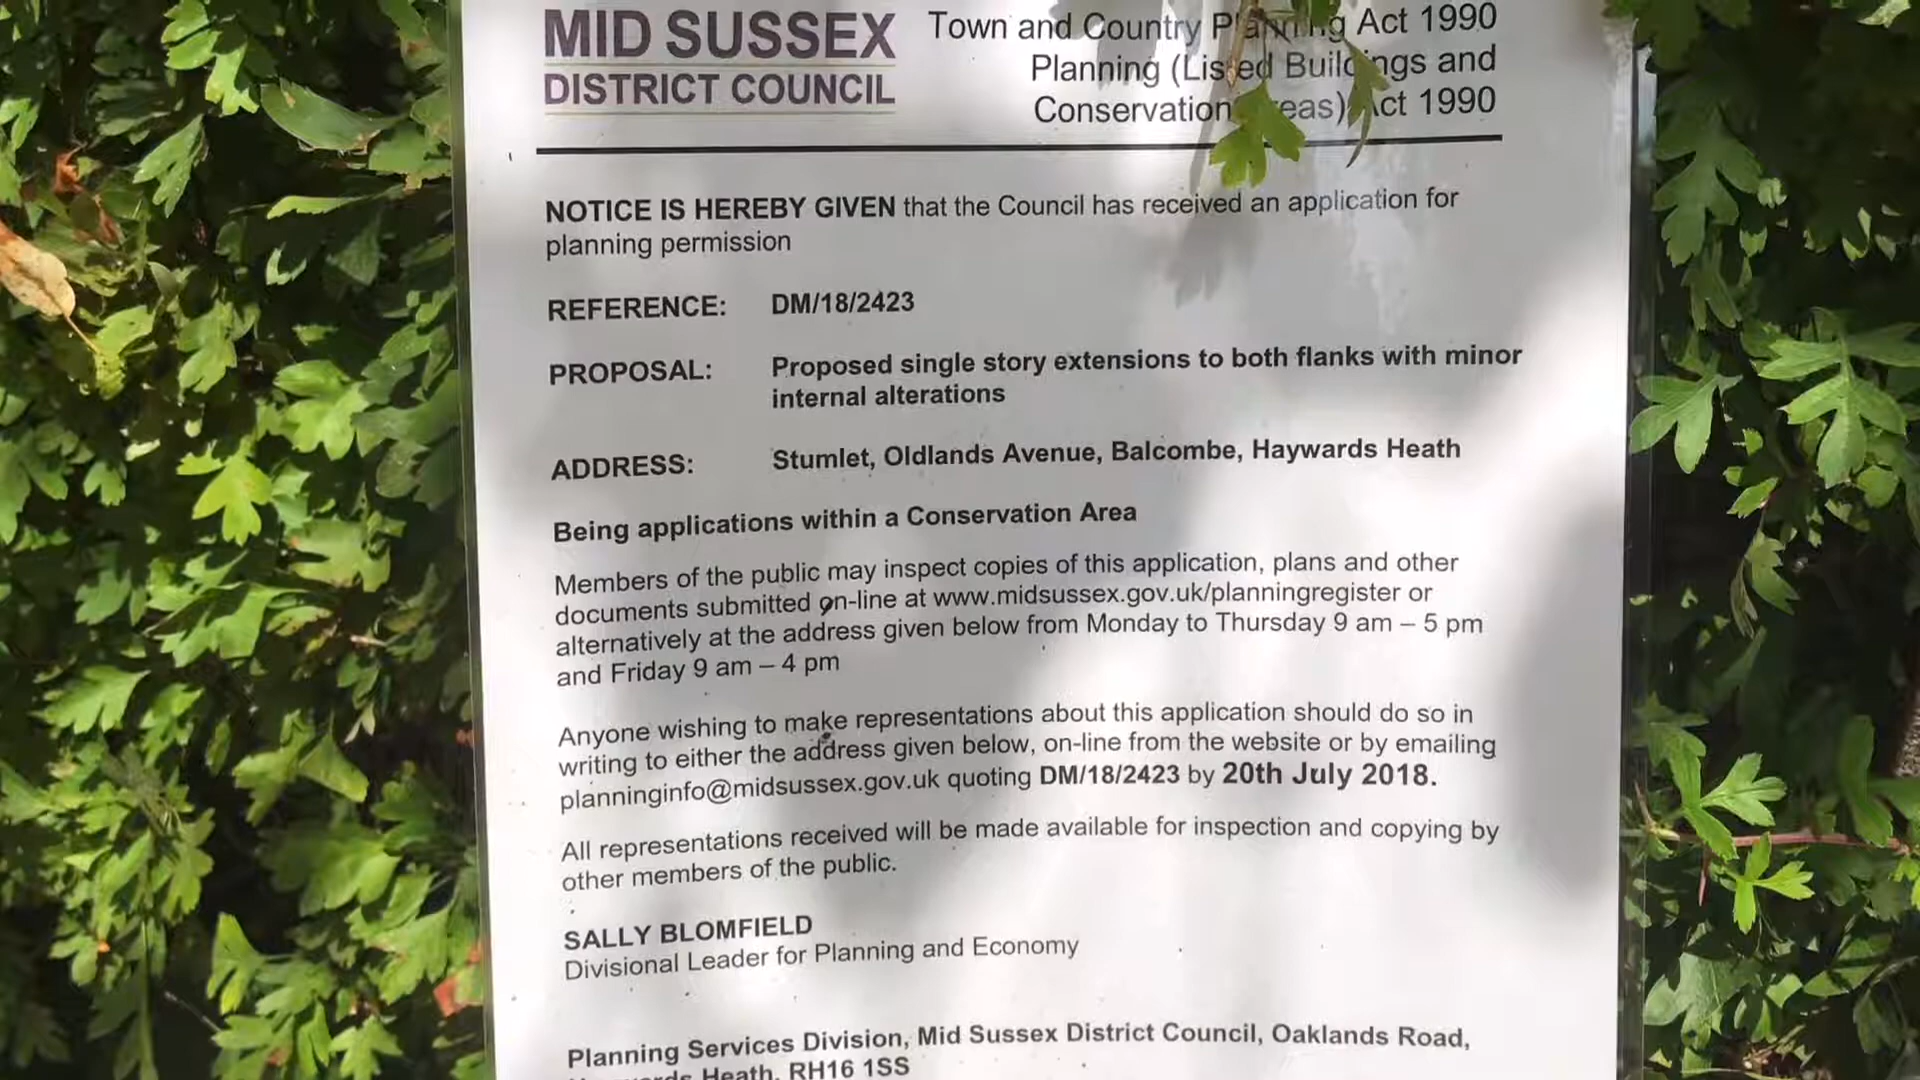 MID SUSSEX
DISTRICT COUNCIL
Town and Country Planning Act 1990
Planning (Listed Buildings and
Conservation Areas) Act 1990
NOTICE IS HEREBY GIVEN that the Council has received an application for
planning permission
REFERENCE: DM/18/2423
PROPOSAL: Proposed single story extensions to both flanks with minor
internal alterations
ADDRESS: Stumlet, Oldlands Avenue, Balcombe, Haywards Heath
Being applications within a Conservation Area
Members of the public may inspect copies of this application, plans and other
documents submitted on-line at www.midsussex.gov.uk/planningregister or
alternatively at the address given below from Monday to Thursday 9 am – 5 pm
and Friday 9 am – 4 pm
Anyone wishing to make representations about this application should do so in
writing to either the address given below, on-line from the website or by emailing
planninginfo@midsussex.gov.uk quoting DM/18/2423 by 20th July 2018.
All representations received will be made available for inspection and copying by
other members of the public.
SALLY BLOMFIELD
Divisional Leader for Planning and Economy
Planning Services Division, Mid Sussex District Council, Oaklands Road,
Haywards Heath, RH16 1SS